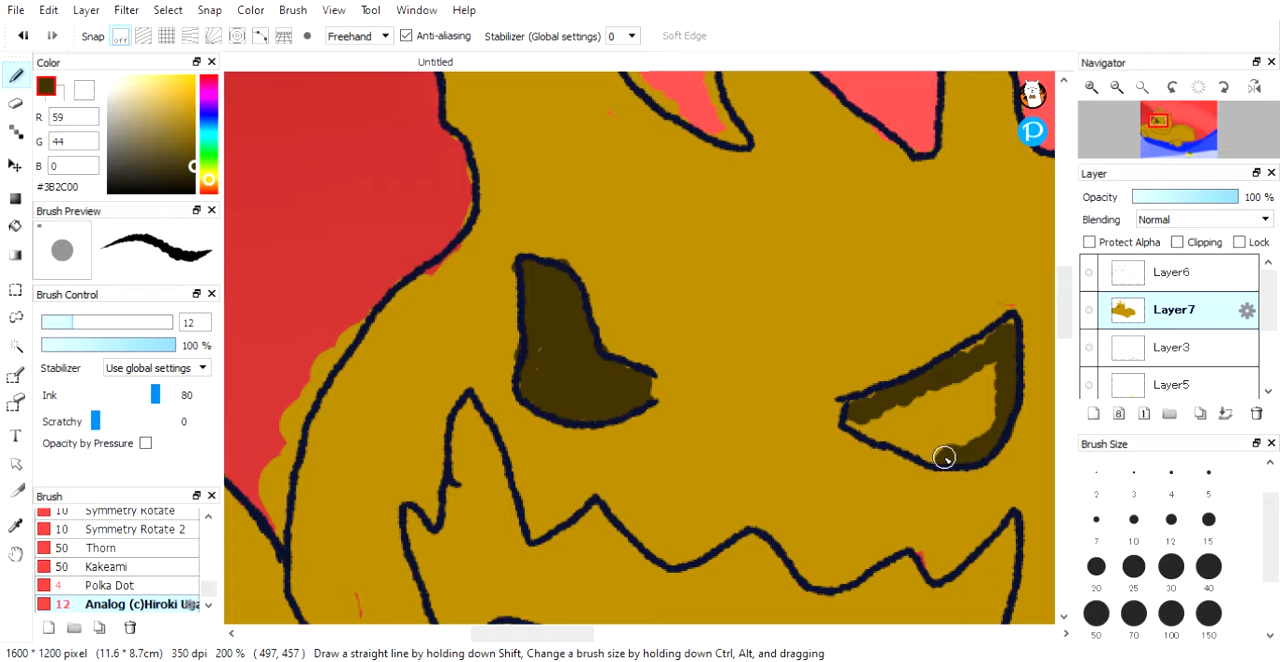 File Edit Layer Filter Select Snap Color Brush View Tool Window Help
Snap off Freehand Anti-aliasing Stabilizer (Global settings) 0 Soft Edge
Color
Untitled
Navigator
R 59
G 44
B 0
#3B2C00
Layer
Opacity 100 %
Brush Preview
Blending Normal
Protect Alpha Clipping Lock
Layer6
Brush Control
Layer7
12
100 %
Layer3
Stabilizer Use global settings
Layer5
Ink 80
Scratchy 0
Opacity by Pressure
Brush Size
Brush
2 3 4 5
10 Symmetry Rotate
10 Symmetry Rotate 2
50 Thorn
7 10 12 15
50 Kakeami
4 Polka Dot
20 25 30 40
12 Analog (c)Hiroki
50 70 100 150
1600 * 1200 pixel (11.6 * 8.7cm) 350 dpi 200 % ( 497, 457 ) Draw a straight line by holding down Shift, Change a brush size by holding down Ctrl, Alt, and dragging